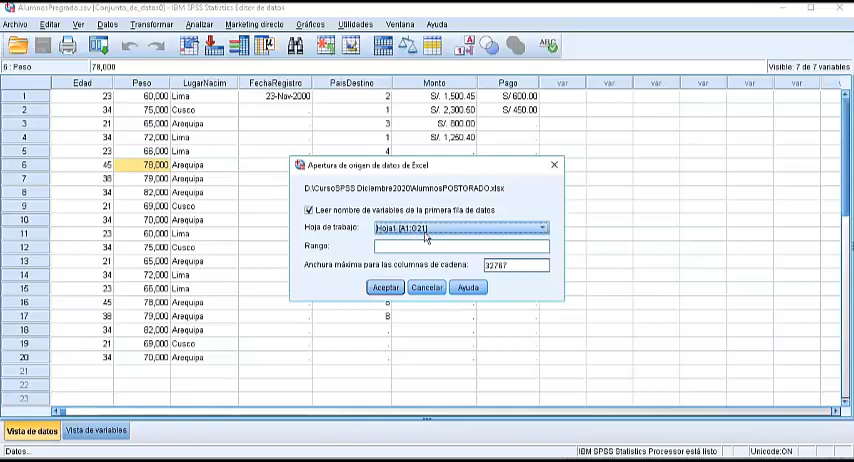 AlumnosPregrado.ssv [Conjunto_de_datos0] - IBM SPSS Statistics Editor de datos
Archivo Editar Ver Datos Transformar Analizar Marketing directo Gráficos Utilidades Ventana Ayuda
6 : Peso 78,000 Visible: 7 de 7 variables
Edad Peso LugarNacim FechaRegistro PaisDestino Monto Pago var var var var var var
1 23 60,000 Lima 23-Nov-2000 2 S/. 1,500.45 S/ 600.00
2 34 75,000 Cusco . 1 S/. 2,300.50 S/ 450.00
3 21 65,000 Arequipa . 3 S/. 800.00 .
4 34 72,000 Lima . 1 S/. 1,250.40 .
5 23 66,000 Lima 4
6 45 78,000 Arequipa
7 38 79,000 Arequipa
8 34 82,000 Arequipa
9 21 69,000 Cusco
10 34 70,000 Arequipa
11 23 60,000 Lima
12 34 75,000 Cusco
13 21 65,000 Arequipa
14 34 72,000 Lima
15 23 66,000 Lima
16 45 78,000 Arequipa
17 38 79,000 Arequipa . 8 . .
18 34 82,000 Arequipa . . . .
19 21 69,000 Cusco . . . .
20 34 70,000 Arequipa . . . .
21
22
23
Apertura de origen de datos de Excel
D:\CursoSPSS Diciembre2020\AlumnosPOSTORADO.xlsx
Leer nombre de variables de la primera fila de datos
Hoja de trabajo: Hoja1 [A1:G21]
Rango:
Anchura máxima para las columnas de cadena: 32767
Aceptar Cancelar Ayuda
Vista de datos Vista de variables
Datos... IBM SPSS Statistics Processor está listo Unicode:ON